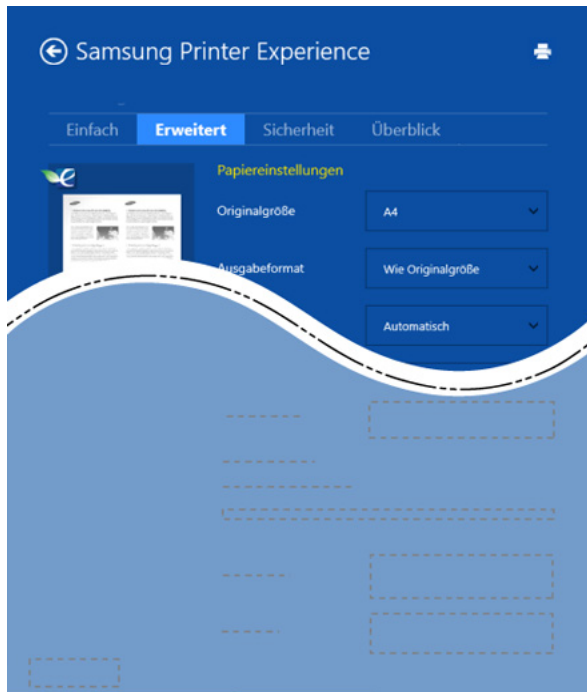 Samsung Printer Experience
Einfach Erweitert Sicherheit Überblick
Papiereinstellungen
Originalgröße A4
Ausgabeformat Wie Originalgröße
Automatisch